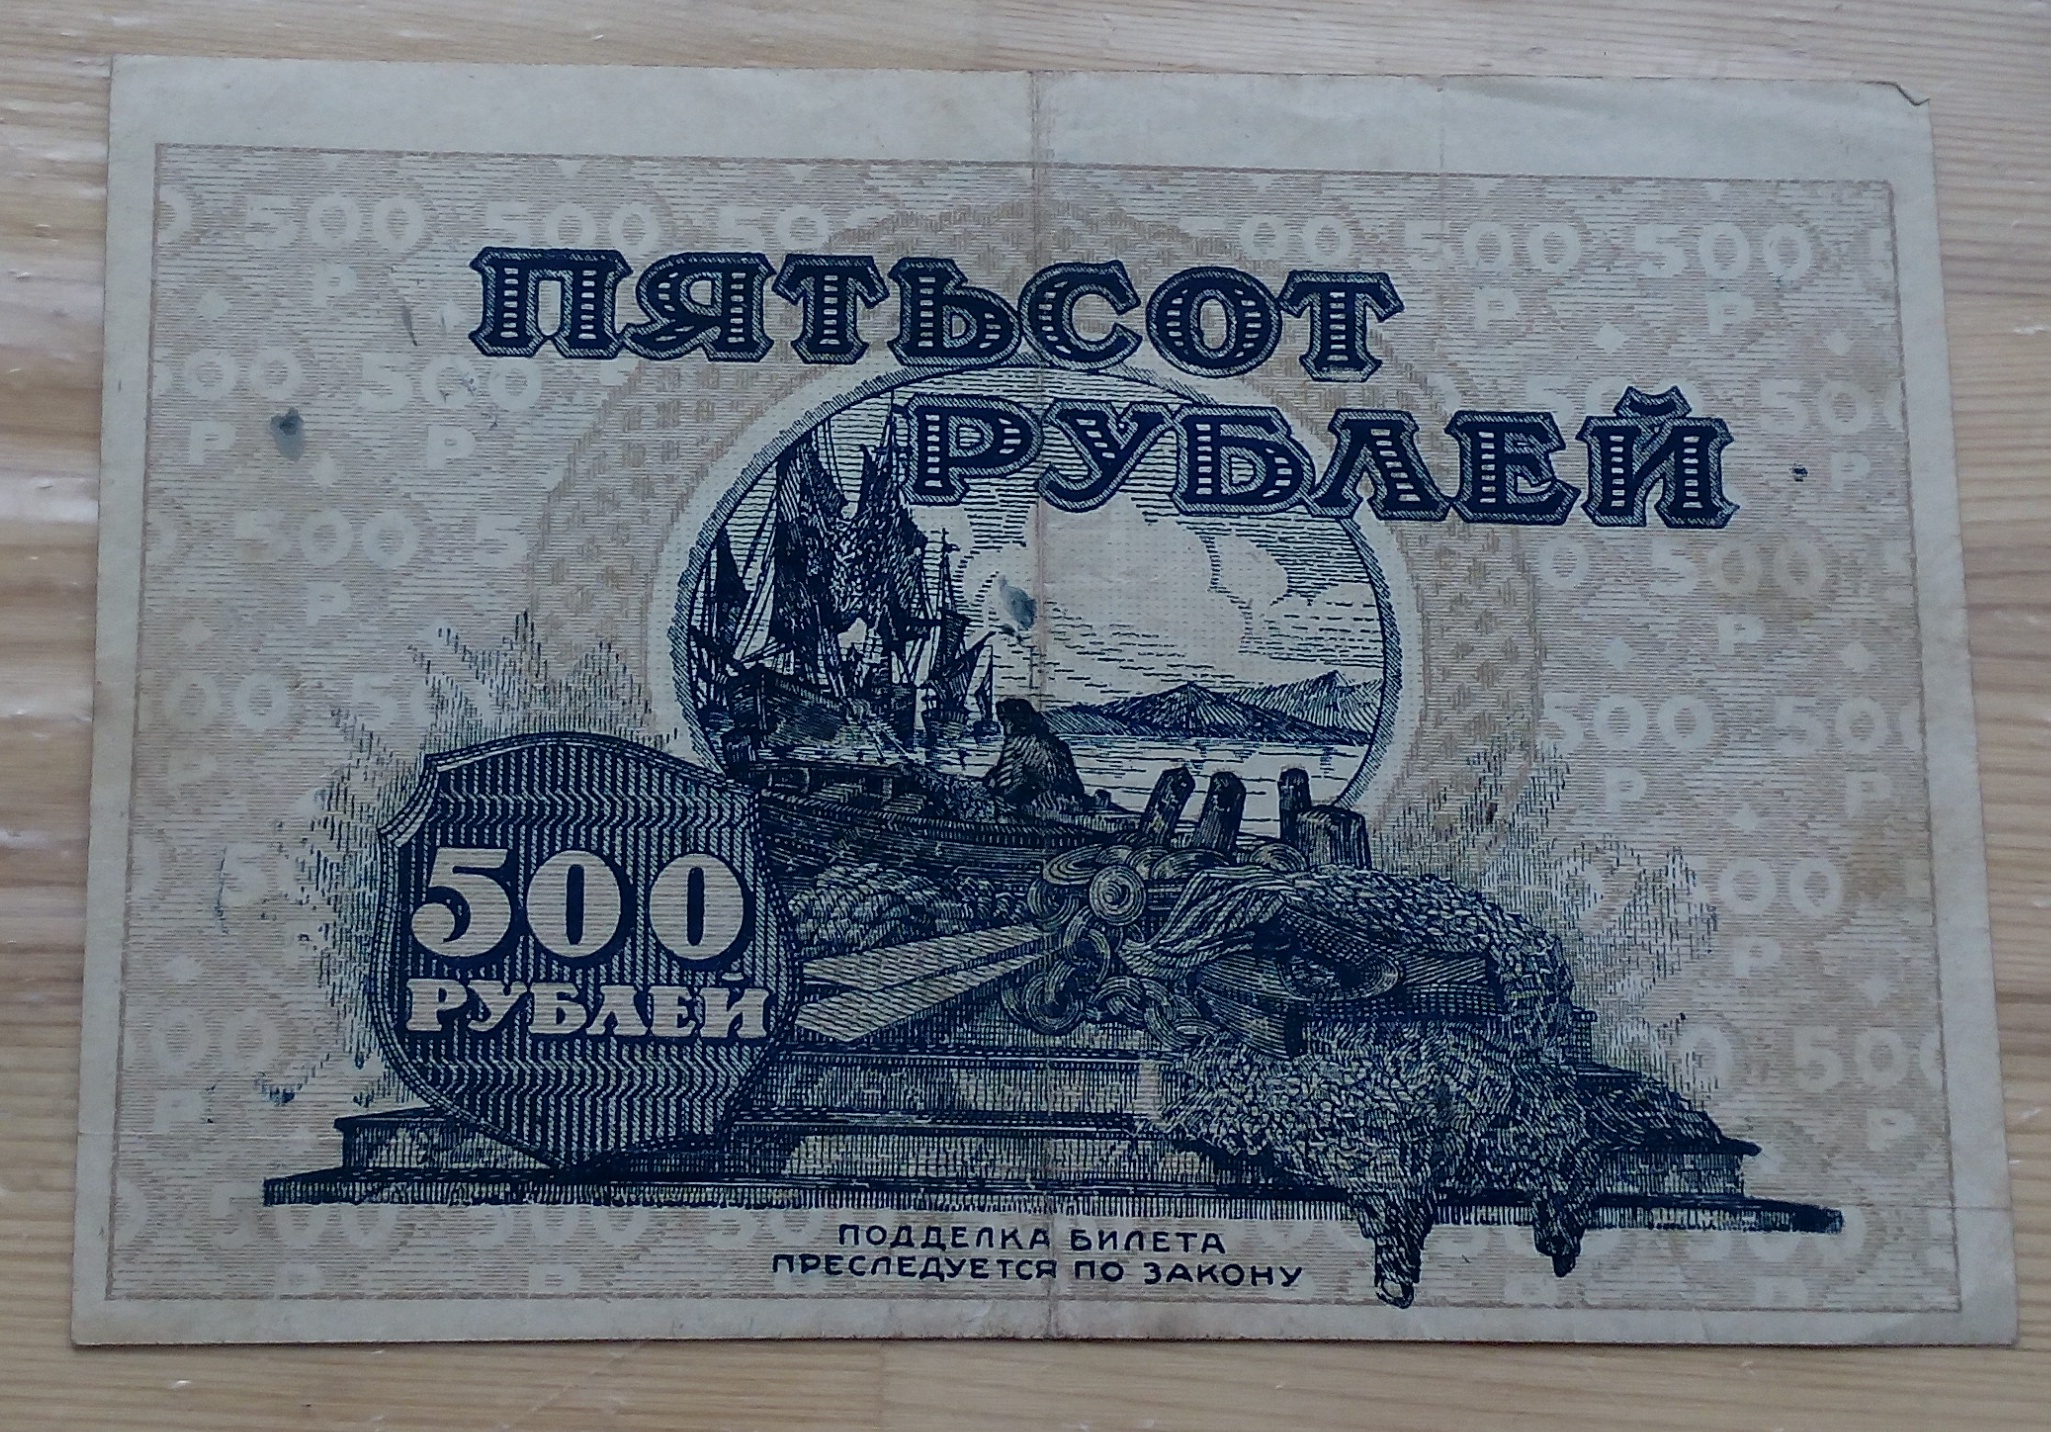 ПЯТЬСОТ
РУБЛЕЙ
500
РУБЛЕЙ
ПОДДЕЛКА БИЛЕТА
ПРЕСЛЕДУЕТСЯ ПО ЗАКОНУ